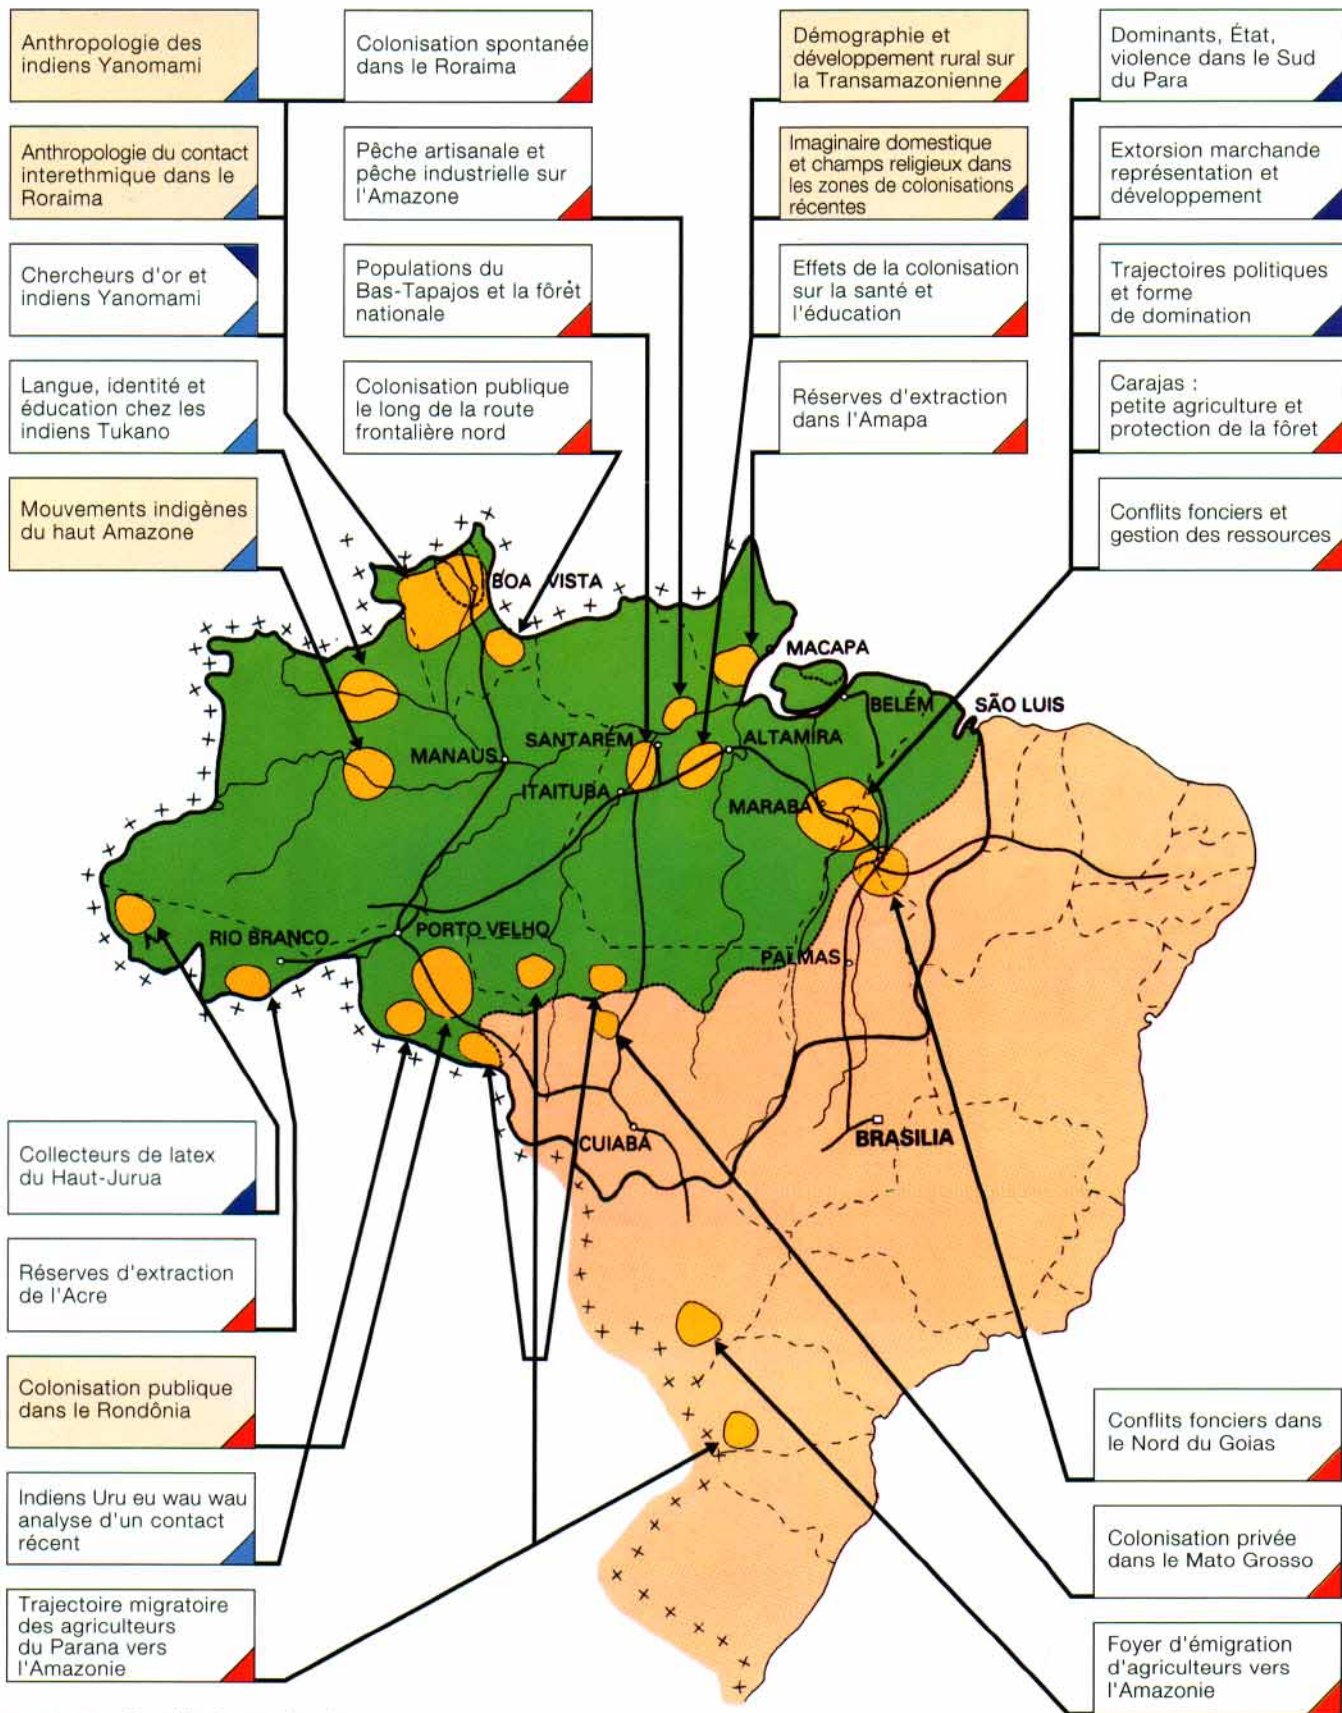 Anthropologie des
indiens Yanomami
Colonisation spontanée
dans le Roraima
Démographie et
développement rural sur
la Transamazonienne
Dominants, État,
violence dans le Sud
du Para
Anthropologie du contact
interethmique dans le
Roraima
Pêche artisanale et
pêche industrielle sur
l'Amazone
Imaginaire domestique
et champs religieux dans
les zones de colonisations
récentes
Extorsion marchande
représentation et
développement
Chercheurs d'or et
indiens Yanomami
Populations du
Bas-Tapajos et la fôrêt
nationale
Effets de la colonisation
sur la santé et
l'éducation
Trajectoires politiques
et forme
de domination
Langue, identité et
éducation chez les
indiens Tukano
Colonisation publique
le long de la route
frontalière nord
Réserves d'extraction
dans l'Amapa
Carajas :
petite agriculture et
protection de la fôret
Mouvements indigènes
du haut Amazone
Conflits fonciers et
gestion des ressources
BOA VISTA
MACAPA
BELÉM
SÃO LUIS
SANTARÉM
ALTAMIRA
MANAUS
ITAITUBA
MARABA
RIO BRANCO
PORTO VELHO
PALMAS
CUIABA
BRASILIA
Collecteurs de latex
du Haut-Jurua
Réserves d'extraction
de l'Acre
Colonisation publique
dans le Rondônia
Indiens Uru eu wau wau
analyse d'un contact
récent
Trajectoire migratoire
des agriculteurs
du Parana vers
l'Amazonie
Conflits fonciers dans
le Nord du Goias
Colonisation privée
dans le Mato Grosso
Foyer d'émigration
d'agriculteurs vers
l'Amazonie